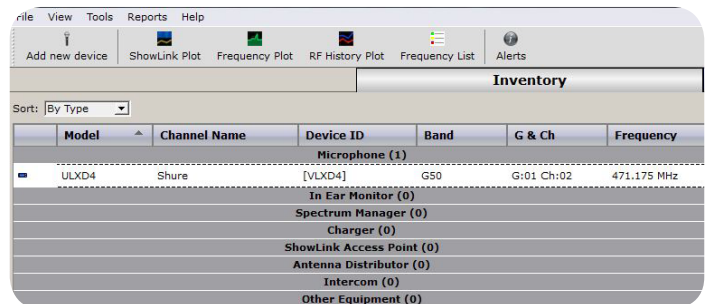 File View Tools Reports Help
Add new device ShowLink Plot Frequency Plot RF History Plot Frequency List Alerts
Inventory
Sort: By Type
Model Channel Name Device ID Band G & Ch Frequency
Microphone (1)
ULXD4 Shure [VLXD4] G50 G:01 Ch:02 471.175 MHz
In Ear Monitor (0)
Spectrum Manager (0)
Charger (0)
ShowLink Access Point (0)
Antenna Distributor (0)
Intercom (0)
Other Equipment (0)